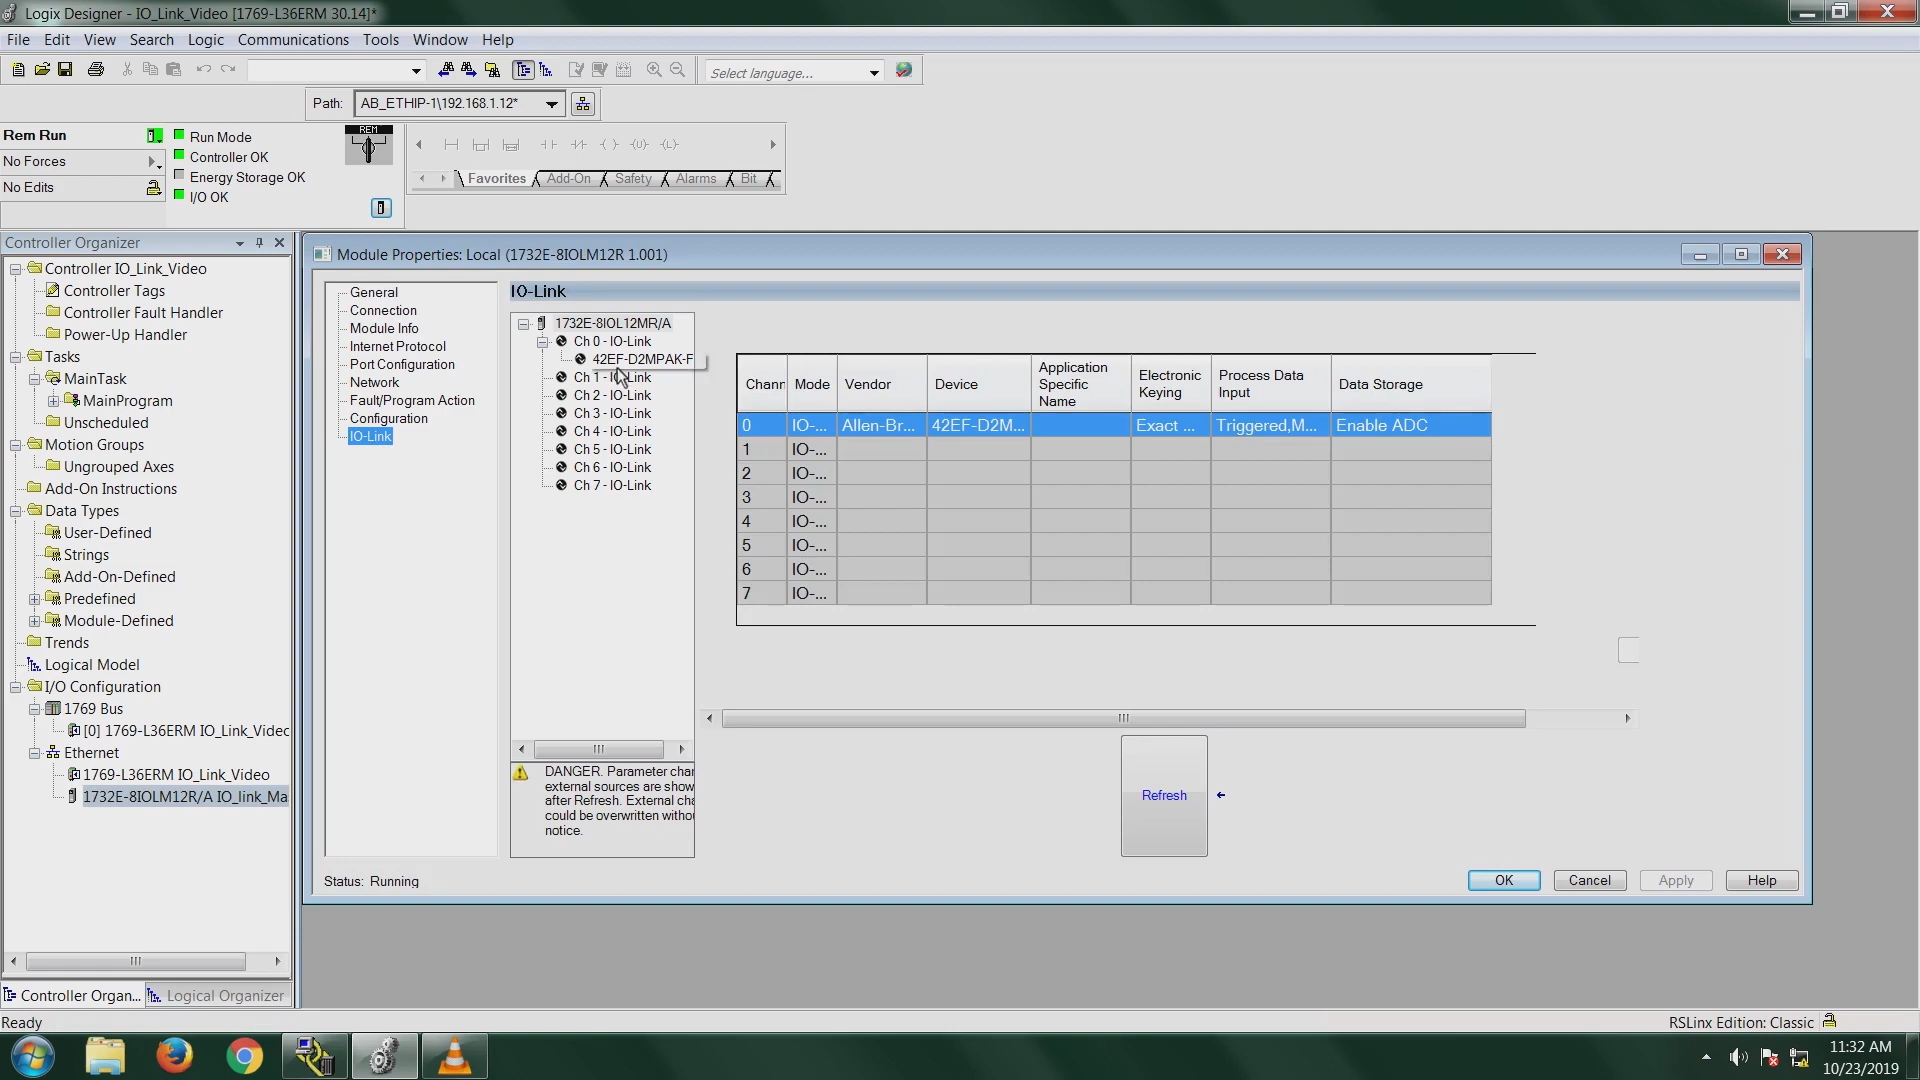 Logix Designer - IO_Link_Video [1769-L36ERM 30.14]*
File Edit View Search Logic Communications Tools Window Help
Select language...
Path: AB_ETHIP-1\192.168.1.12*
Rem Run
No Forces
No Edits
Run Mode
Controller OK
Energy Storage OK
I/O OK
REM
Favorites Add-On Safety Alarms Bit
Controller Organizer
Controller IO_Link_Video
Controller Tags
Controller Fault Handler
Power-Up Handler
Tasks
MainTask
MainProgram
Unscheduled
Motion Groups
Ungrouped Axes
Add-On Instructions
Data Types
User-Defined
Strings
Add-On-Defined
Predefined
Module-Defined
Trends
Logical Model
I/O Configuration
1769 Bus
[0] 1769-L36ERM IO_Link_Videc
Ethernet
1769-L36ERM IO_Link_Video
1732E-8IOLM12R/A IO_link_Ma
Controller Organ...
Logical Organizer
Module Properties: Local (1732E-8IOLM12R 1.001)
General
Connection
Module Info
Internet Protocol
Port Configuration
Network
Fault/Program Action
Configuration
IO-Link
IO-Link
1732E-8IOL12MR/A
Ch 0 - IO-Link
42EF-D2MPAK-F
Ch 1 - IO-Link
Ch 2 - IO-Link
Ch 3 - IO-Link
Ch 4 - IO-Link
Ch 5 - IO-Link
Ch 6 - IO-Link
Ch 7 - IO-Link
DANGER. Parameter char
external sources are show
after Refresh. External cha
could be overwritten withou
notice.
Chann Mode Vendor Device Application Specific Name Electronic Keying Process Data Input Data Storage
0 IO-... Allen-Br... 42EF-D2M... Exact ... Triggered,M... Enable ADC
1 IO-...
2 IO-...
3 IO-...
4 IO-...
5 IO-...
6 IO-...
7 IO-...
Refresh
Status: Running
OK Cancel Apply Help
Ready
RSLinx Edition: Classic
11:32 AM
10/23/2019